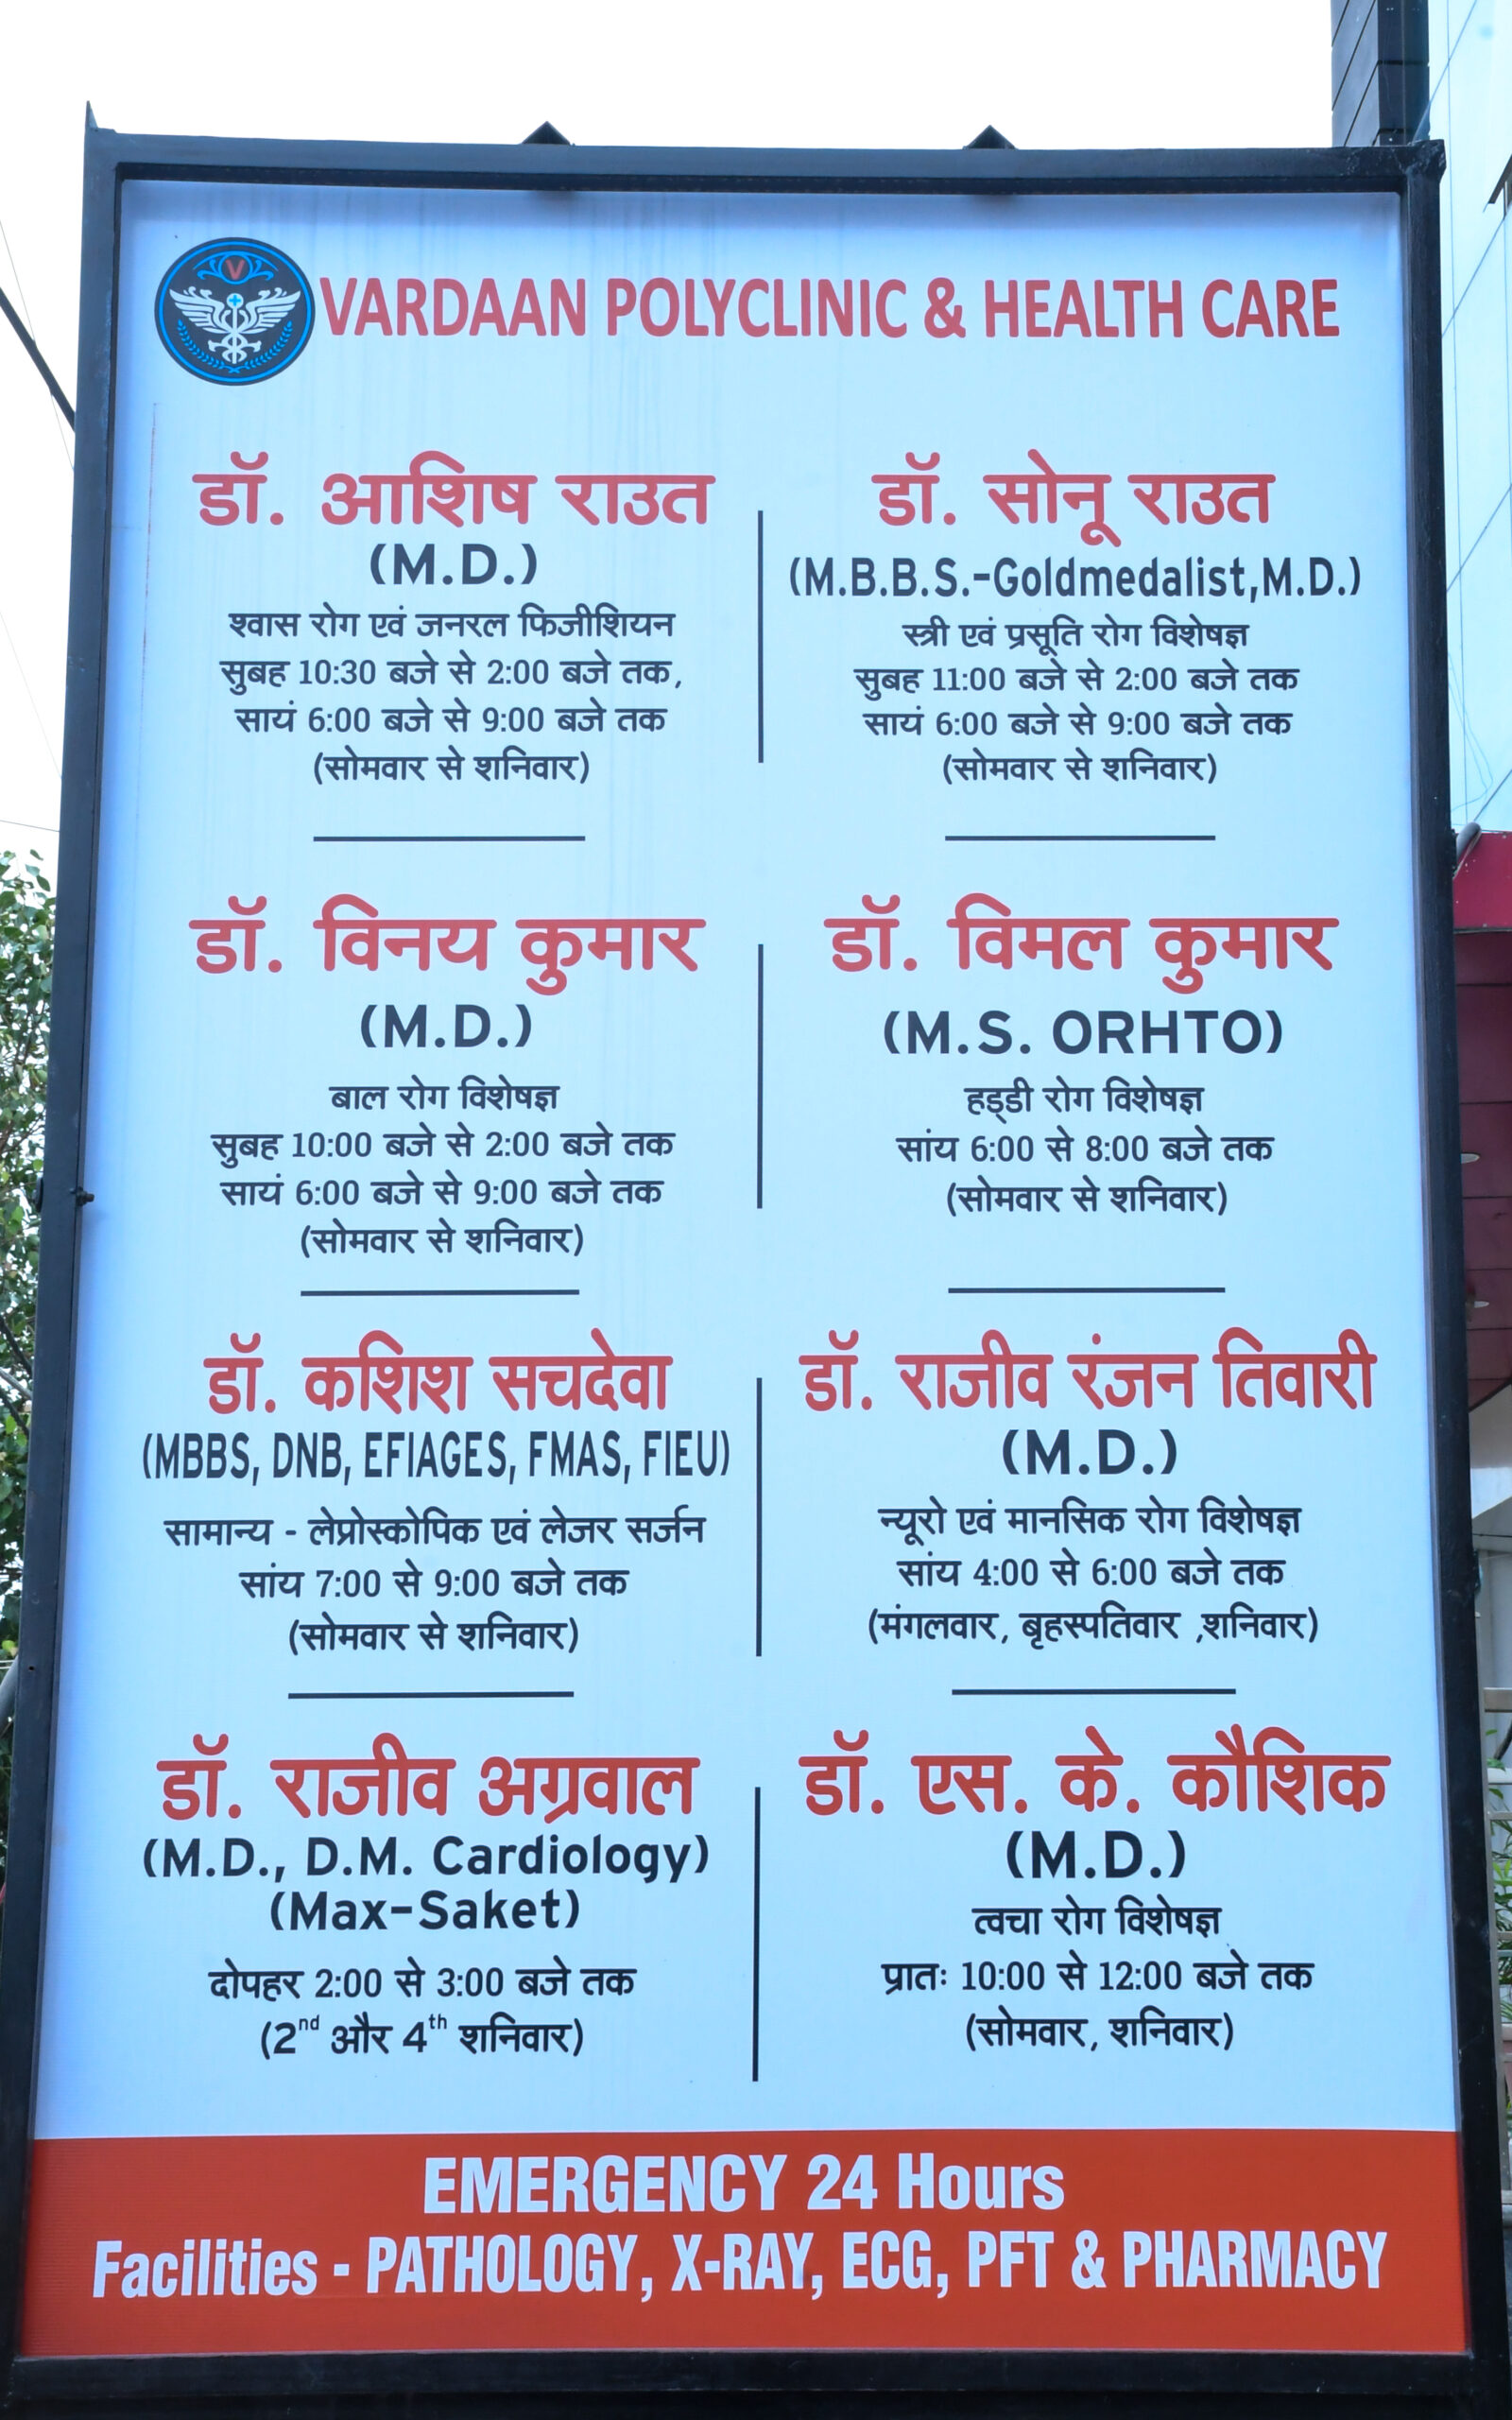 V
VARDAAN POLYCLINIC & HEALTH CARE
डॉ. आशिष राउत
(M.D.)
श्वास रोग एवं जनरल फिजीशियन
सुबह 10:30 बजे से 2:00 बजे तक,
सायं 6:00 बजे से 9:00 बजे तक
(सोमवार से शनिवार)
डॉ. सोनू राउत
(M.B.B.S.-Goldmedalist,M.D.)
स्त्री एवं प्रसूति रोग विशेषज्ञ
सुबह 11:00 बजे से 2:00 बजे तक
सायं 6:00 बजे से 9:00 बजे तक
(सोमवार से शनिवार)
डॉ. विनय कुमार
(M.D.)
बाल रोग विशेषज्ञ
सुबह 10:00 बजे से 2:00 बजे तक
सायं 6:00 बजे से 9:00 बजे तक
(सोमवार से शनिवार)
डॉ. विमल कुमार
(M.S. ORHTO)
हड्डी रोग विशेषज्ञ
सांय 6:00 से 8:00 बजे तक
(सोमवार से शनिवार)
डॉ. कशिश सचदेवा
(MBBS, DNB, EFIAGES, FMAS, FIEU)
सामान्य - लेप्रोस्कोपिक एवं लेजर सर्जन
सांय 7:00 से 9:00 बजे तक
(सोमवार से शनिवार)
डॉ. राजीव रंजन तिवारी
(M.D.)
न्यूरो एवं मानसिक रोग विशेषज्ञ
सांय 4:00 से 6:00 बजे तक
(मंगलवार, बृहस्पतिवार ,शनिवार)
डॉ. राजीव अग्रवाल
(M.D., D.M. Cardiology)
(Max-Saket)
दोपहर 2:00 से 3:00 बजे तक
(2nd और 4th शनिवार)
डॉ. एस. के. कौशिक
(M.D.)
त्वचा रोग विशेषज्ञ
प्रातः 10:00 से 12:00 बजे तक
(सोमवार, शनिवार)
EMERGENCY 24 Hours
Facilities - PATHOLOGY, X-RAY, ECG, PFT & PHARMACY